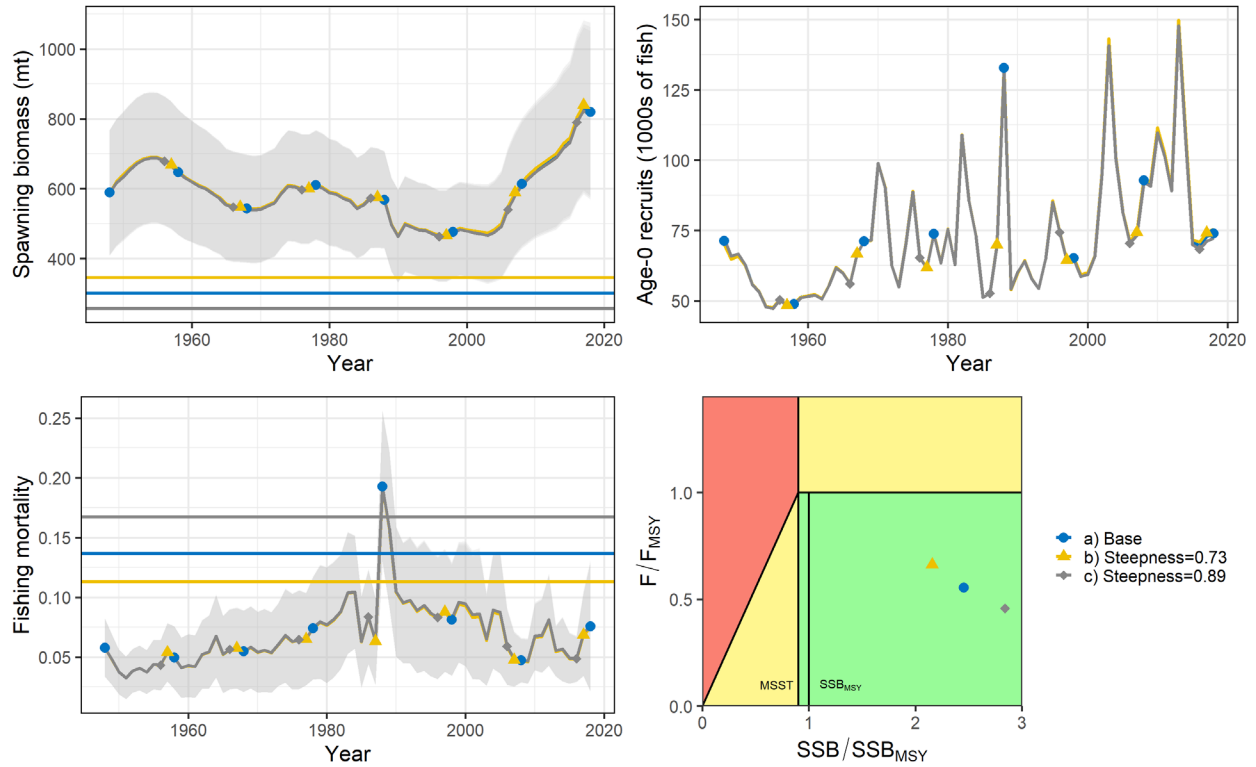 Spawning biomass (mt)
1000
800
600
400
1960
1980
2000
2020
Year
Age-0 recruits (1000s of fish)
150
125
100
75
50
1960
1980
2000
2020
Year
Fishing mortality
0.25
0.20
0.15
0.10
0.05
1960
1980
2000
2020
Year
F/F_MSY
1.0
0.5
0.0
MSST
SSB_MSY
0
1
2
3
SSB/SSB_MSY
a) Base
b) Steepness=0.73
c) Steepness=0.89